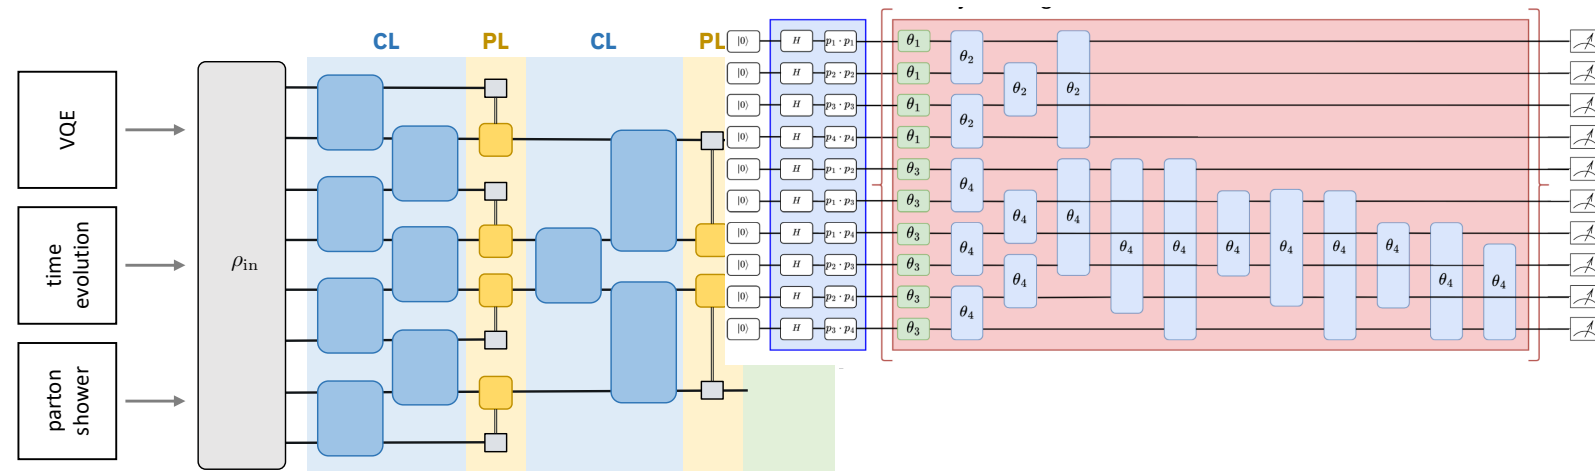 CL PL CL PL
VQE
time
evolution
parton
shower
ρin
|0⟩ H p₁ · p₁ θ₁ θ₂ θ₂ θ₂
|0⟩ H p₂ · p₂ θ₁
|0⟩ H p₃ · p₃ θ₁ θ₂
|0⟩ H p₄ · p₄ θ₁
|0⟩ H p₁ · p₂ θ₃ θ₄
|0⟩ H p₁ · p₃ θ₃ θ₄ θ₄
|0⟩ H p₁ · p₄ θ₃ θ₄ θ₄ θ₄ θ₄ θ₄ θ₄ θ₄
|0⟩ H p₂ · p₃ θ₃ θ₄ θ₄ θ₄
|0⟩ H p₂ · p₄ θ₃ θ₄
|0⟩ H p₃ · p₄ θ₃